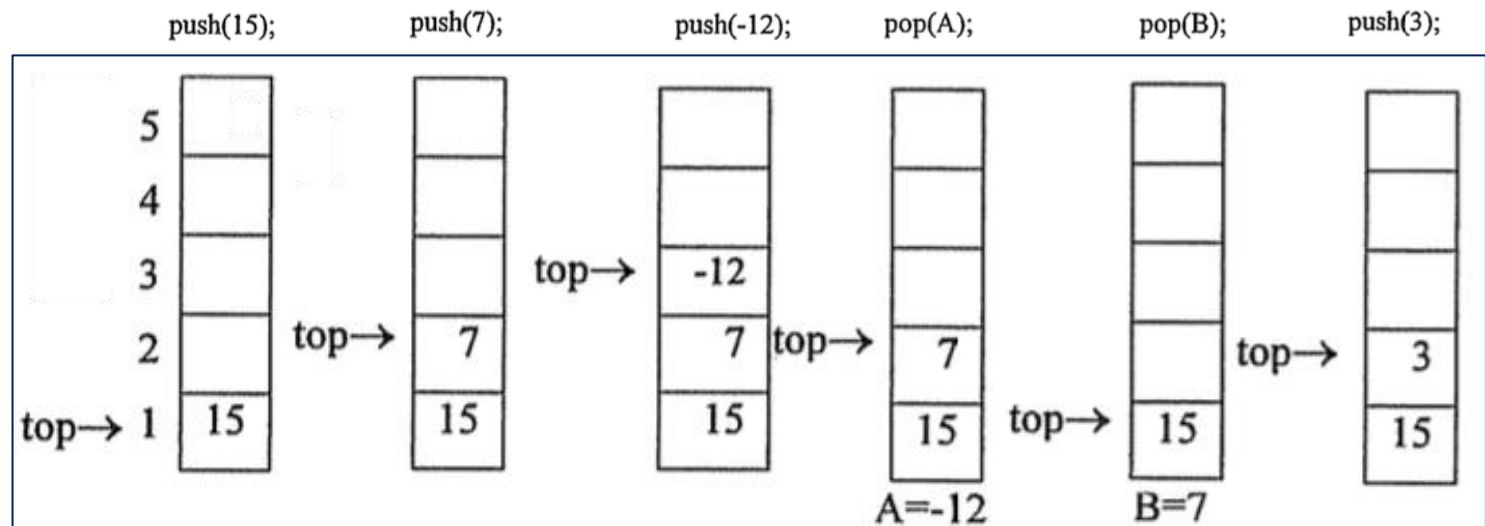 push(15); push(7); push(-12); pop(A); pop(B); push(3);
5
4
3 top→ -12
2 top→ 7 7 top→ 7 top→ 3
top→ 1 15 15 15 15 top→ 15 15
A=-12 B=7